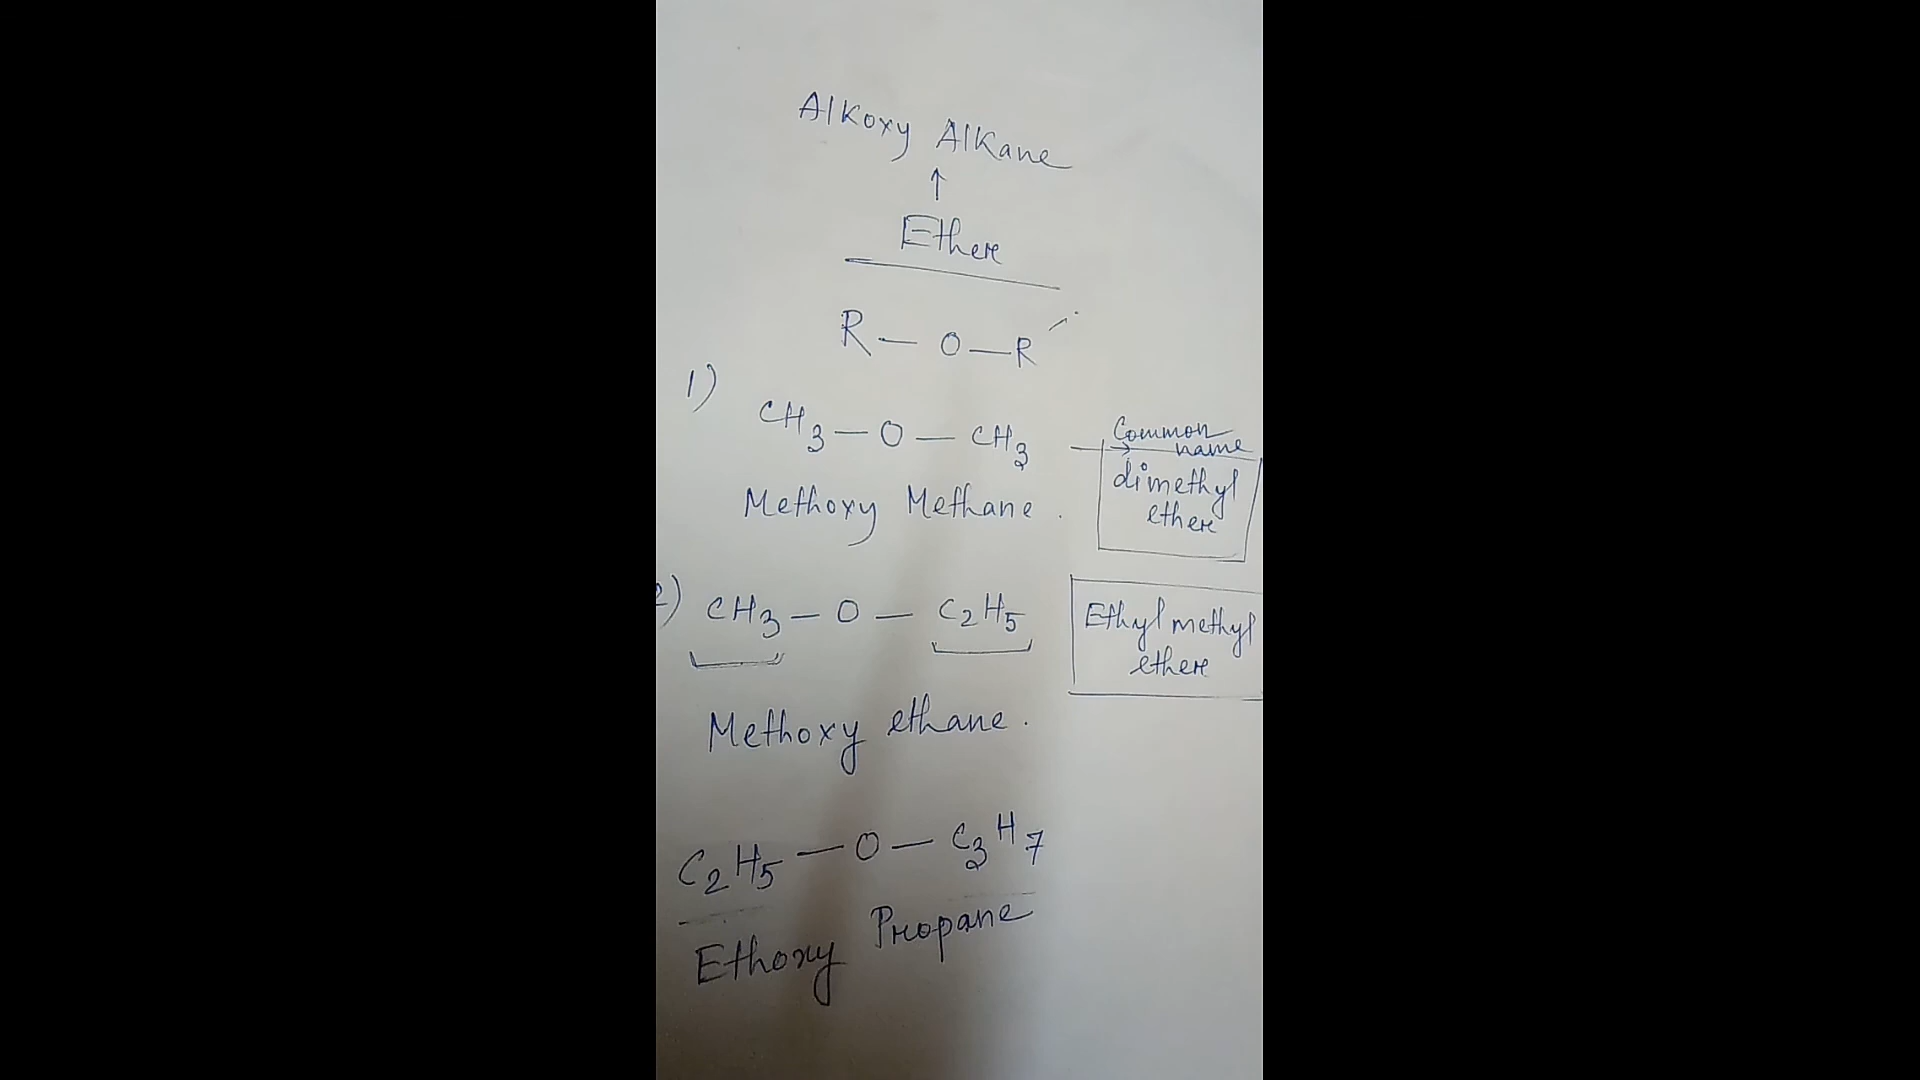 Alkoxy Alkane
↑
Ether
R — O — R'
1)
CH3 — O — CH3 → Common name
Methoxy Methane.
dimethyl
ether
2) CH3 — O — C2H5
Methoxy ethane.
Ethyl methyl
ether
C2H5 — O — C3H7
Ethoxy Propane